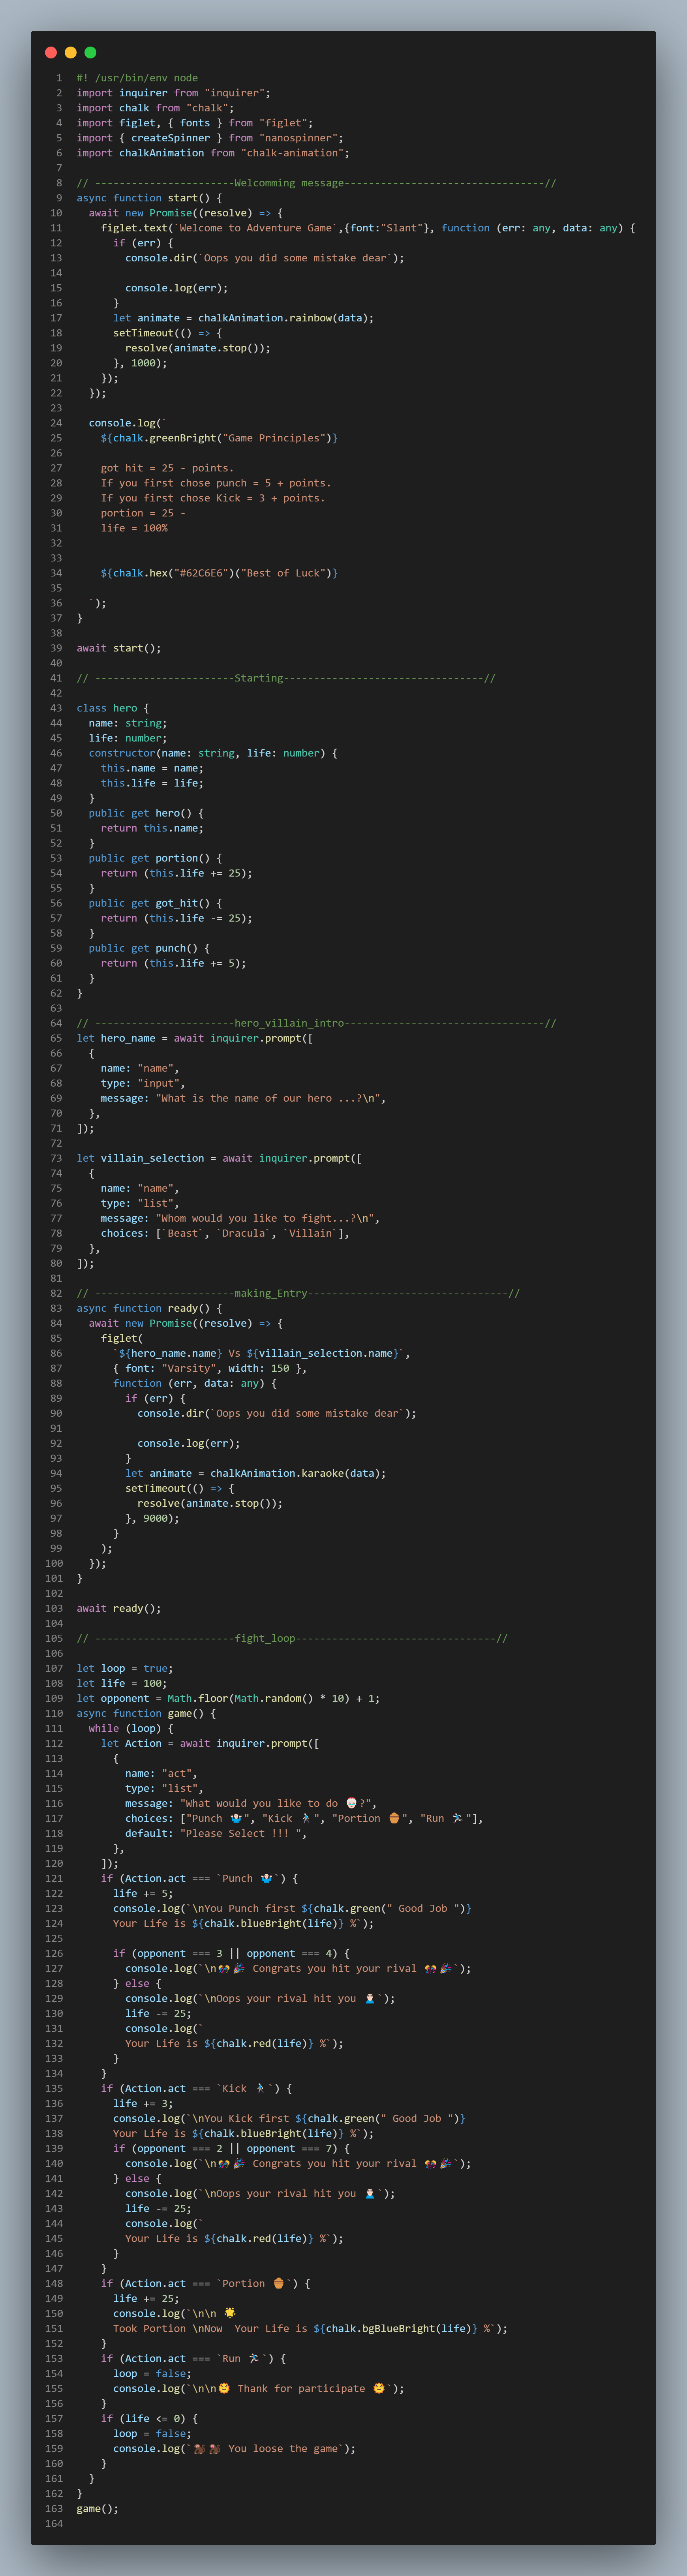 1 #! /usr/bin/env node
2 import inquirer from "inquirer";
3 import chalk from "chalk";
4 import figlet, { fonts } from "figlet";
5 import { createSpinner } from "nanospinner";
6 import chalkAnimation from "chalk-animation";
7
8 // -----------------------Welcomming message---------------------------------//
9 async function start() {
10   await new Promise((resolve) => {
11     figlet.text(`Welcome to Adventure Game`,{font:"Slant"}, function (err: any, data: any) {
12       if (err) {
13         console.dir(`Oops you did some mistake dear`);
14
15         console.log(err);
16       }
17       let animate = chalkAnimation.rainbow(data);
18       setTimeout(() => {
19         resolve(animate.stop());
20       }, 1000);
21     });
22   });
23
24   console.log(`
25     ${chalk.greenBright("Game Principles")}
26
27     got hit = 25 - points.
28     If you first chose punch = 5 + points.
29     If you first chose Kick = 3 + points.
30     portion = 25 -
31     life = 100%
32
33
34     ${chalk.hex("#62C6E6")("Best of Luck")}
35
36   `);
37 }
38
39 await start();
40
41 // -----------------------Starting---------------------------------//
42
43 class hero {
44   name: string;
45   life: number;
46   constructor(name: string, life: number) {
47     this.name = name;
48     this.life = life;
49   }
50   public get hero() {
51     return this.name;
52   }
53   public get portion() {
54     return (this.life += 25);
55   }
56   public get got_hit() {
57     return (this.life -= 25);
58   }
59   public get punch() {
60     return (this.life += 5);
61   }
62 }
63
64 // -----------------------hero_villain_intro---------------------------------//
65 let hero_name = await inquirer.prompt([
66   {
67     name: "name",
68     type: "input",
69     message: "What is the name of our hero ...?\n",
70   },
71 ]);
72
73 let villain_selection = await inquirer.prompt([
74   {
75     name: "name",
76     type: "list",
77     message: "Whom would you like to fight...?\n",
78     choices: [`Beast`, `Dracula`, `Villain`],
79   },
80 ]);
81
82 // -----------------------making_Entry---------------------------------//
83 async function ready() {
84   await new Promise((resolve) => {
85     figlet(
86       `${hero_name.name} Vs ${villain_selection.name}`,
87       { font: "Varsity", width: 150 },
88       function (err, data: any) {
89         if (err) {
90           console.dir(`Oops you did some mistake dear`);
91
92           console.log(err);
93         }
94         let animate = chalkAnimation.karaoke(data);
95         setTimeout(() => {
96           resolve(animate.stop());
97         }, 9000);
98       }
99     );
100   });
101 }
102
103 await ready();
104
105 // -----------------------fight_loop---------------------------------//
106
107 let loop = true;
108 let life = 100;
109 let opponent = Math.floor(Math.random() * 10) + 1;
110 async function game() {
111   while (loop) {
112     let Action = await inquirer.prompt([
113       {
114         name: "act",
115         type: "list",
116         message: "What would you like to do ?",
117         choices: ["Punch ", "Kick ", "Portion ", "Run "],
118         default: "Please Select !!! ",
119       },
120     ]);
121     if (Action.act === `Punch `) {
122       life += 5;
123       console.log(`\nYou Punch first ${chalk.green(" Good Job ")}
124       Your Life is ${chalk.blueBright(life)} %`);
125
126       if (opponent === 3 || opponent === 4) {
127         console.log(`\n Congrats you hit your rival `);
128       } else {
129         console.log(`\nOops your rival hit you `);
130         life -= 25;
131         console.log(`
132         Your Life is ${chalk.red(life)} %`);
133       }
134     }
135     if (Action.act === `Kick `) {
136       life += 3;
137       console.log(`\nYou Kick first ${chalk.green(" Good Job ")}
138       Your Life is ${chalk.blueBright(life)} %`);
139       if (opponent === 2 || opponent === 7) {
140         console.log(`\n Congrats you hit your rival `);
141       } else {
142         console.log(`\nOops your rival hit you `);
143         life -= 25;
144         console.log(`
145         Your Life is ${chalk.red(life)} %`);
146       }
147     }
148     if (Action.act === `Portion `) {
149       life += 25;
150       console.log(`\n\n
151       Took Portion \nNow  Your Life is ${chalk.bgBlueBright(life)} %`);
152     }
153     if (Action.act === `Run `) {
154       loop = false;
155       console.log(`\n\n Thank for participate `);
156     }
157     if (life <= 0) {
158       loop = false;
159       console.log(` You loose the game`);
160     }
161   }
162 }
163 game();
164